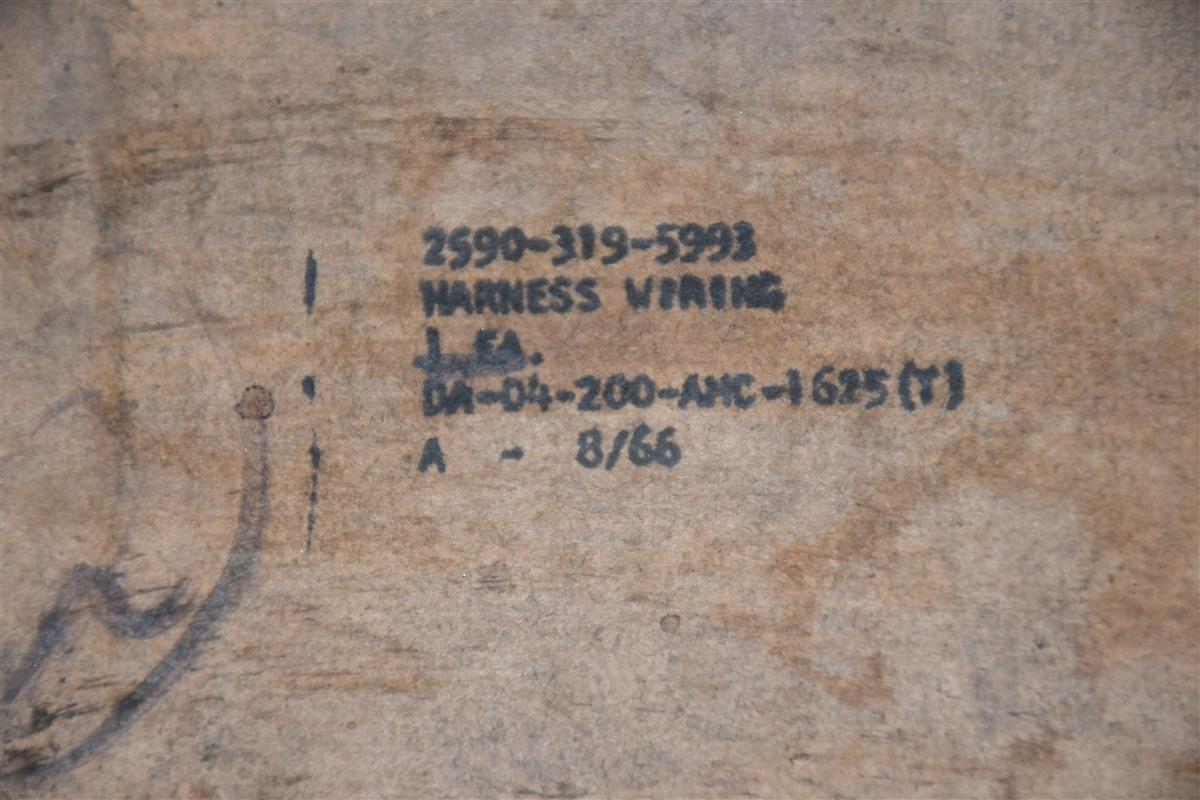 2590-319-5993
HARNESS WIRING
1 EA.
DA-04-200-AMC-1625(T)
A - 8/66